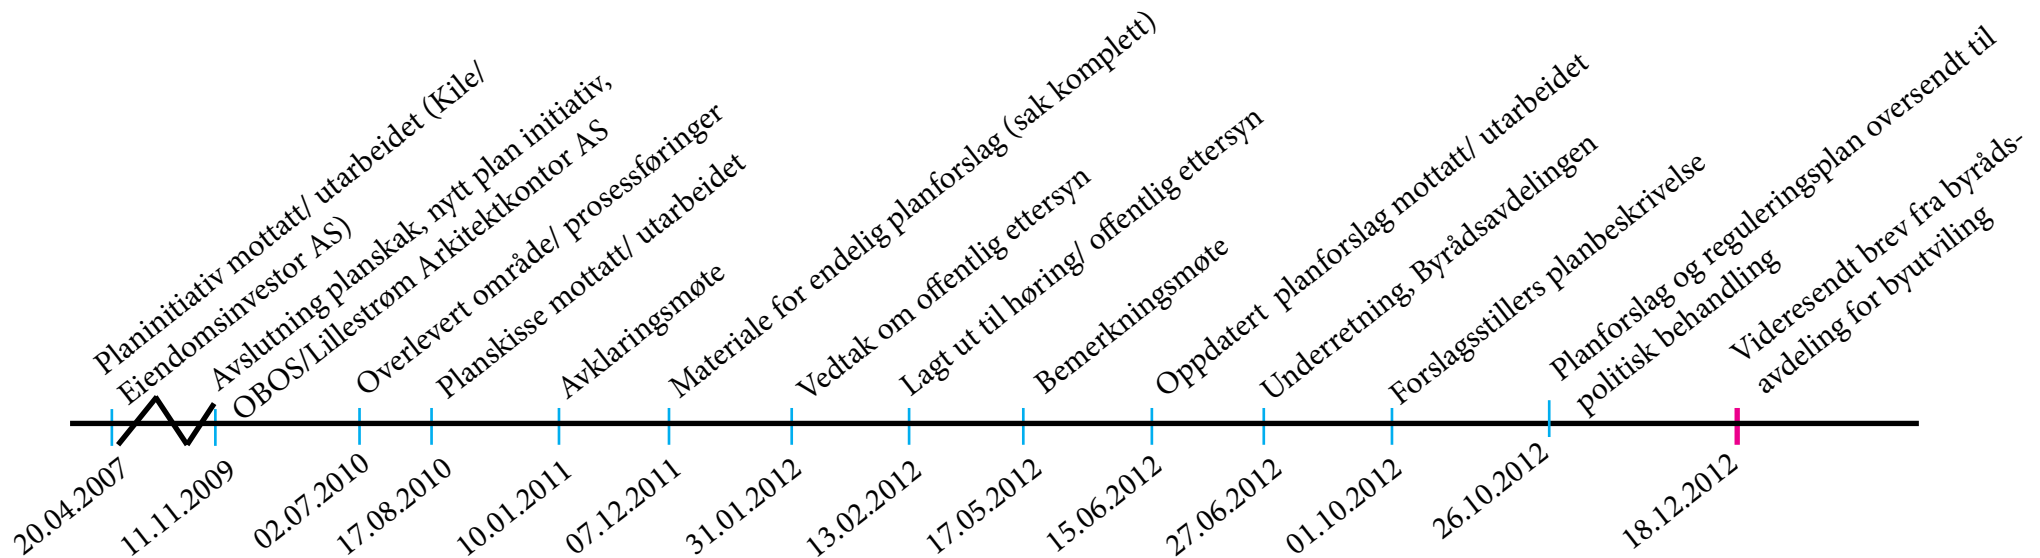 Planinitiativ mottatt/ utarbeidet (Kile/
Eiendomsinvestor AS)
Avslutning planskak, nytt plan initiativ,
OBOS/Lillestrøm Arkitektkontor AS
Overlevert område/ prosessføringer
Planskisse mottatt/ utarbeidet
Avklaringsmøte
Materiale for endelig planforslag (sak komplett)
Vedtak om offentlig ettersyn
Lagt ut til høring/ offentlig ettersyn
Bemerkningsmøte
Oppdatert planforslag mottatt/ utarbeidet
Underretning, Byrådsavdelingen
Forslagsstillers planbeskrivelse
Planforslag og reguleringsplan oversendt til
politisk behandling
Videresendt brev fra byråds-
avdeling for byutviling
20.04.2007
11.11.2009
02.07.2010
17.08.2010
10.01.2011
07.12.2011
31.01.2012
13.02.2012
17.05.2012
15.06.2012
27.06.2012
01.10.2012
26.10.2012
18.12.2012